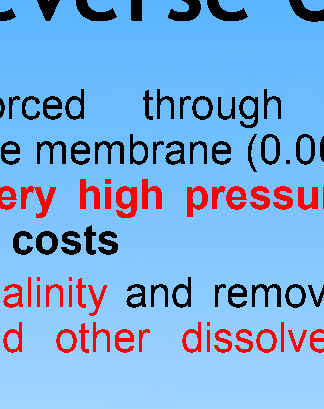 everse o
orced through
e membrane (0.00
ery high pressu
costs
alinity and remov
d other dissolve